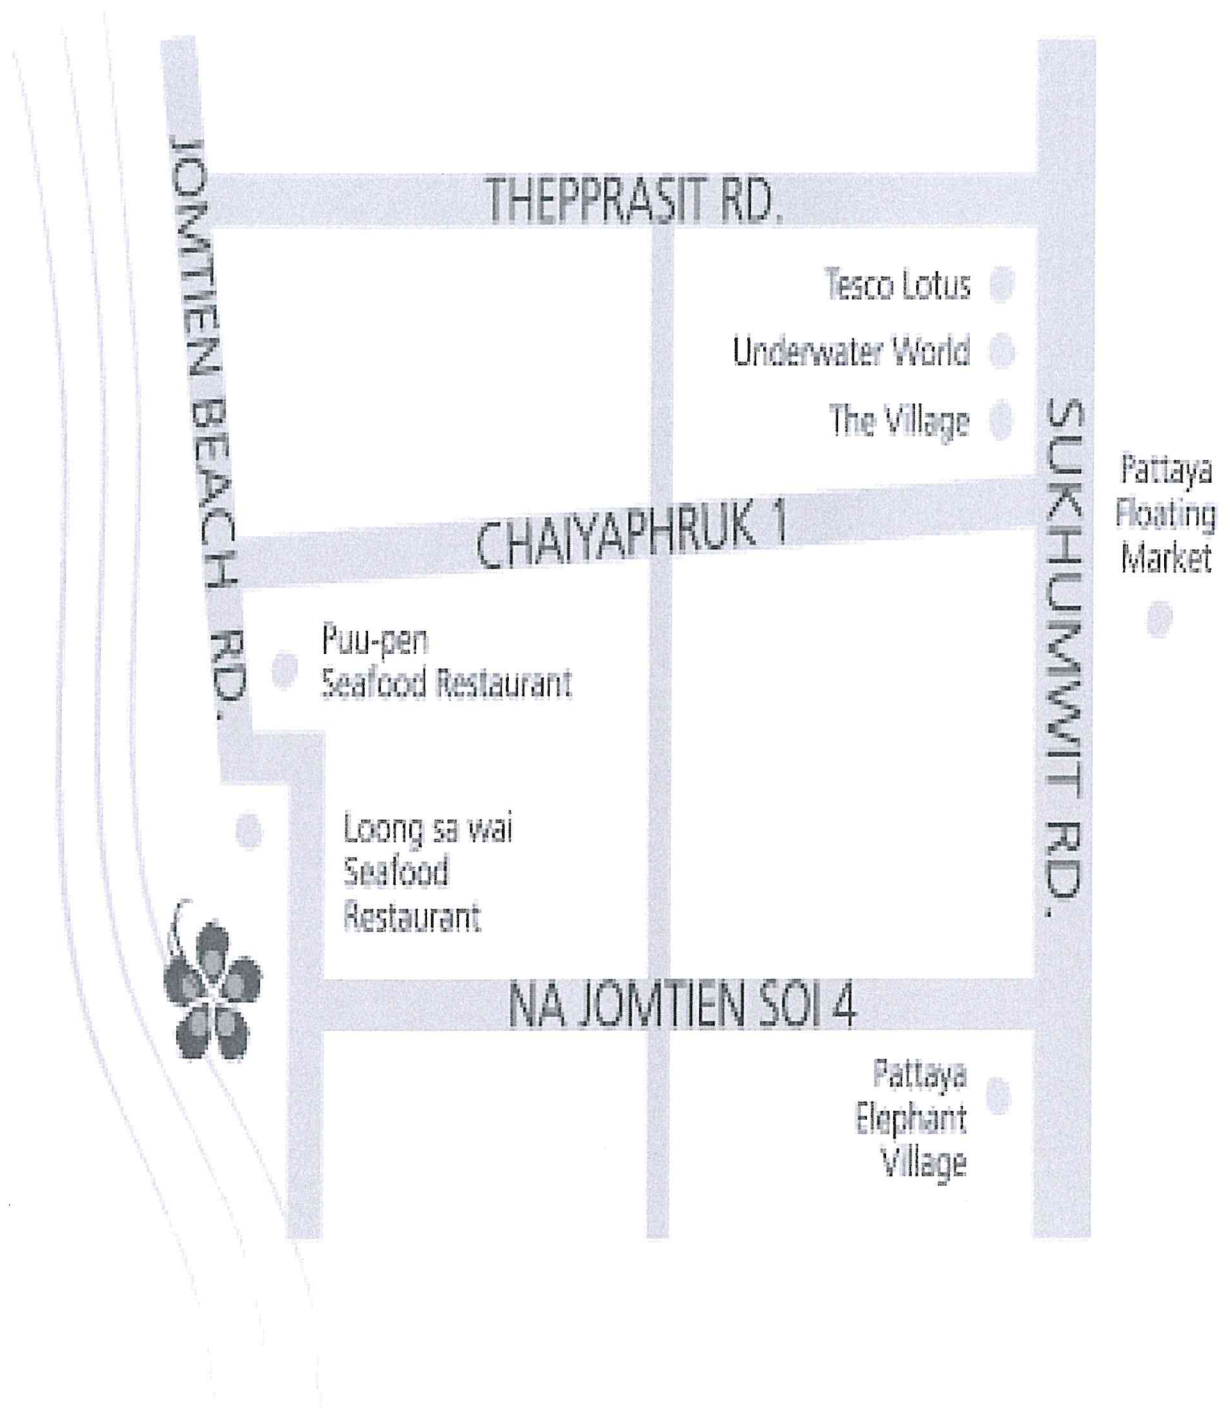 JOMTIEN BEACH RD.
THEPPRASIT RD.
Tesco Lotus
Underwater World
The Village
SUKHUMWIT RD.
Pattaya
Floating
Market
CHAIYAPHRUK 1
Puu-pen
Seafood Restaurant
Loong sa wai
Seafood
Restaurant
NA JOMTIEN SOI 4
Pattaya
Elephant
Village